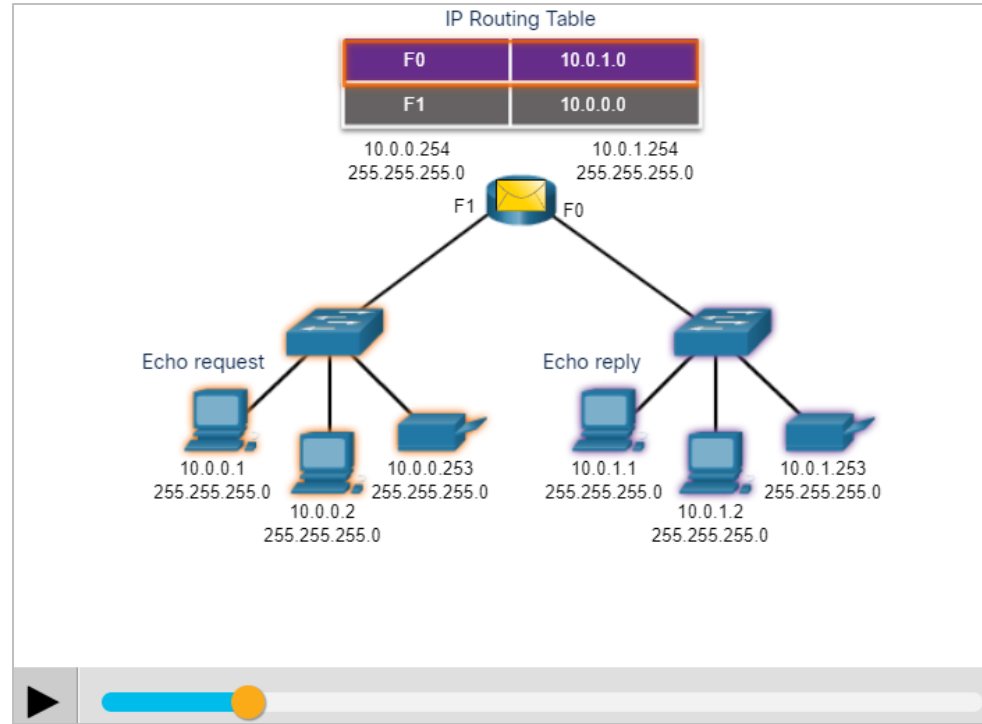 IP Routing Table
F0 10.0.1.0
F1 10.0.0.0
10.0.0.254 10.0.1.254
255.255.255.0 255.255.255.0
F1 F0
Echo request Echo reply
10.0.0.1 10.0.0.253 10.0.1.1 10.0.1.253
255.255.255.0 255.255.255.0 255.255.255.0 255.255.255.0
10.0.0.2 10.0.1.2
255.255.255.0 255.255.255.0